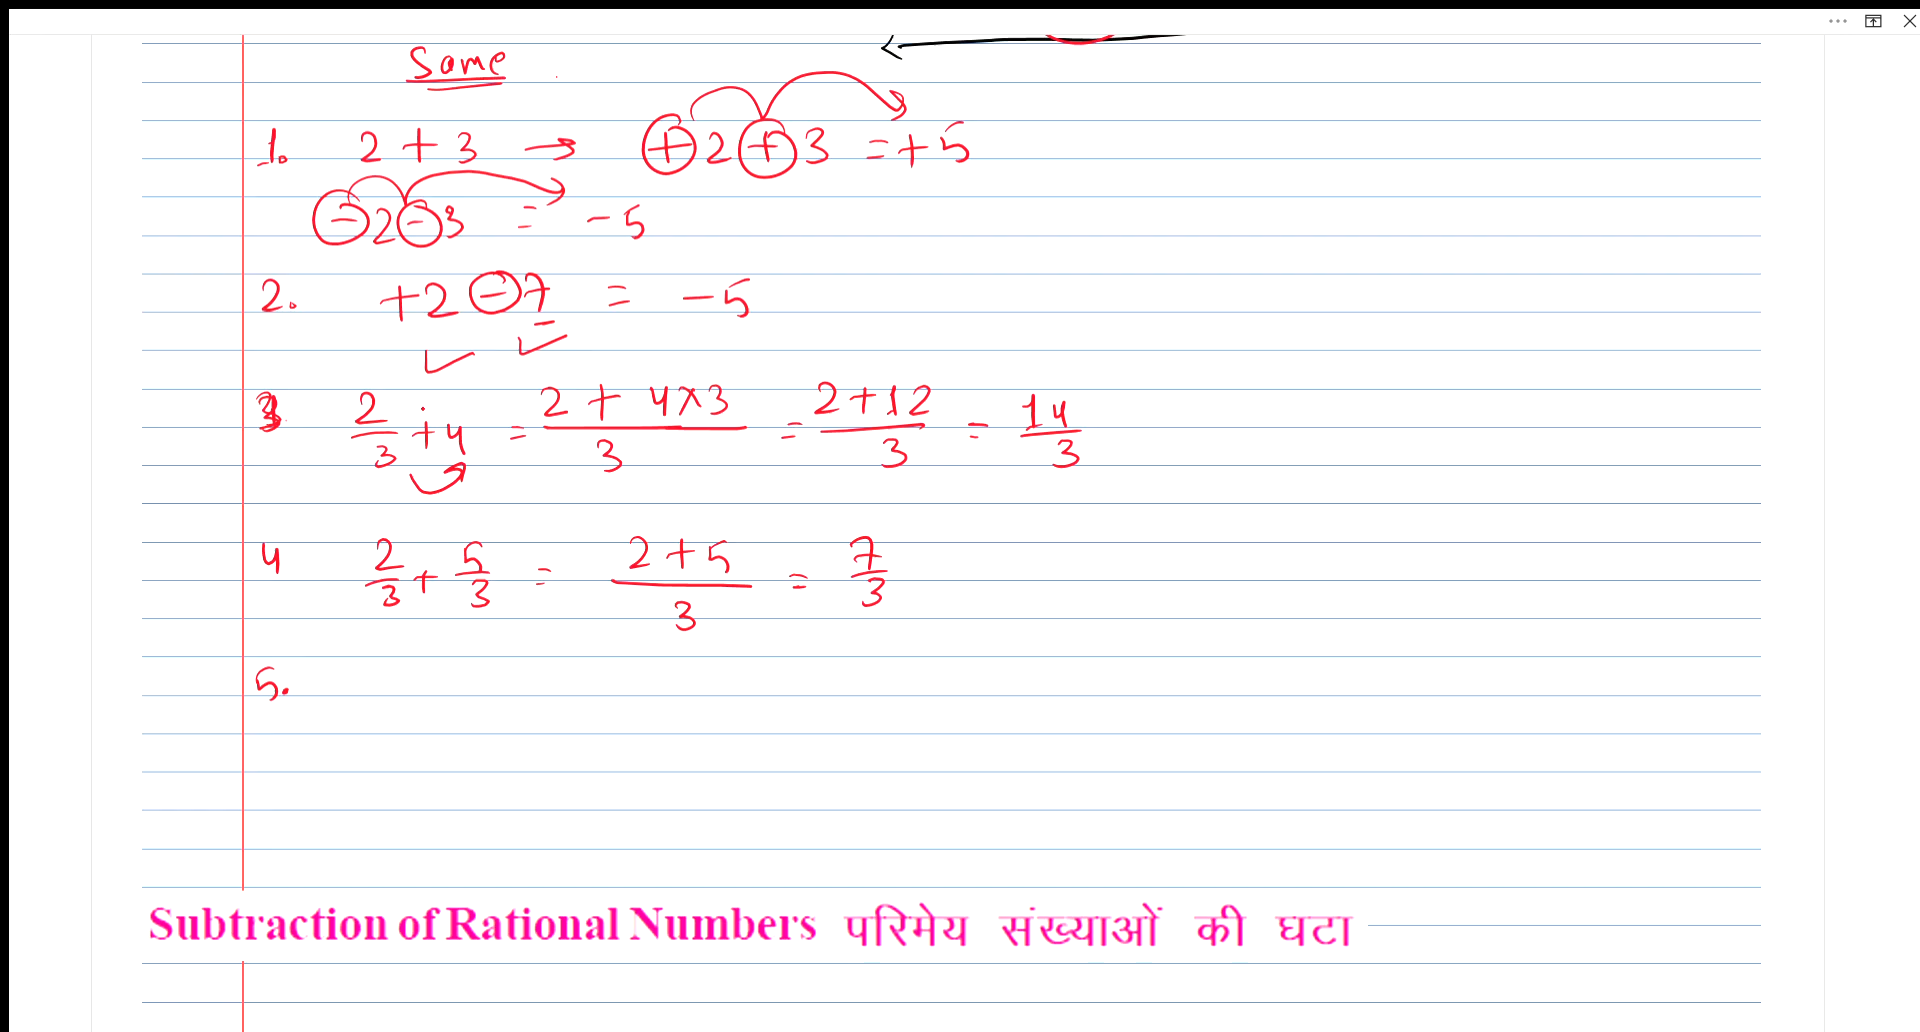 Same
1. 2 + 3 → +2+3 = +5
-2-3 = -5
2. +2-7 = -5
3 2/3 + 4 = (2 + 4×3)/3 = (2+12)/3 = 14/3
4 2/3 + 5/3 = (2+5)/3 = 7/3
5.
Subtraction of Rational Numbers परिमेय संख्याओं की घटा